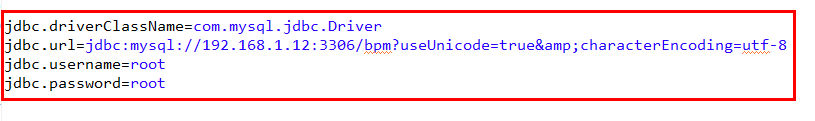 jdbc.driverClassName=com.mysql.jdbc.Driver
jdbc.url=jdbc:mysql://192.168.1.12:3306/bpm?useUnicode=true&amp;characterEncoding=utf-8
jdbc.username=root
jdbc.password=root